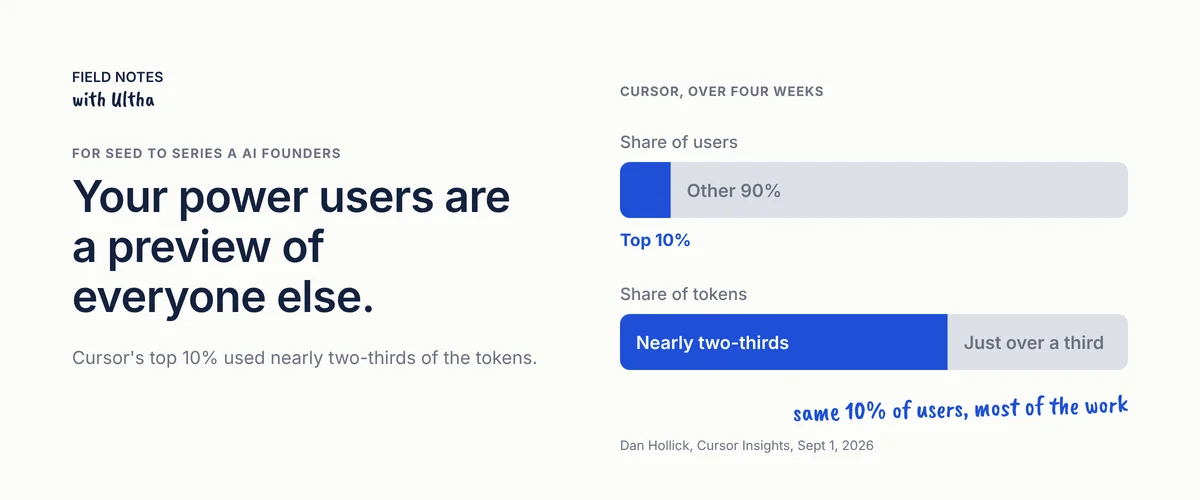 FIELD NOTES
with Ultha
FOR SEED TO SERIES A AI FOUNDERS
Your power users are
a preview of
everyone else.
Cursor's top 10% used nearly two-thirds of the tokens.
CURSOR, OVER FOUR WEEKS
Share of users
Other 90%
Top 10%
Share of tokens
Nearly two-thirds
Just over a third
same 10% of users, most of the work
Dan Hollick, Cursor Insights, Sept 1, 2026